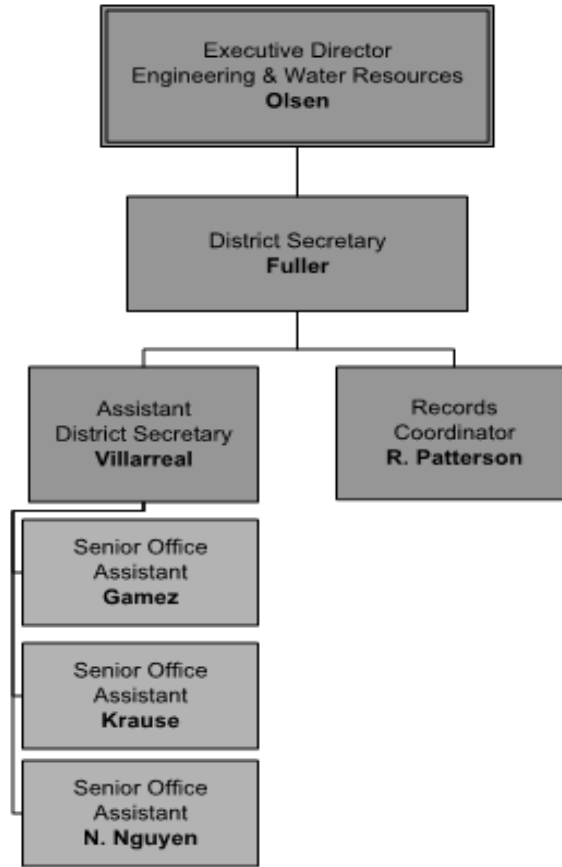 Executive Director
Engineering & Water Resources
Olsen
District Secretary
Fuller
Assistant
District Secretary
Villarreal
Records
Coordinator
R. Patterson
Senior Office
Assistant
Gamez
Senior Office
Assistant
Krause
Senior Office
Assistant
N. Nguyen